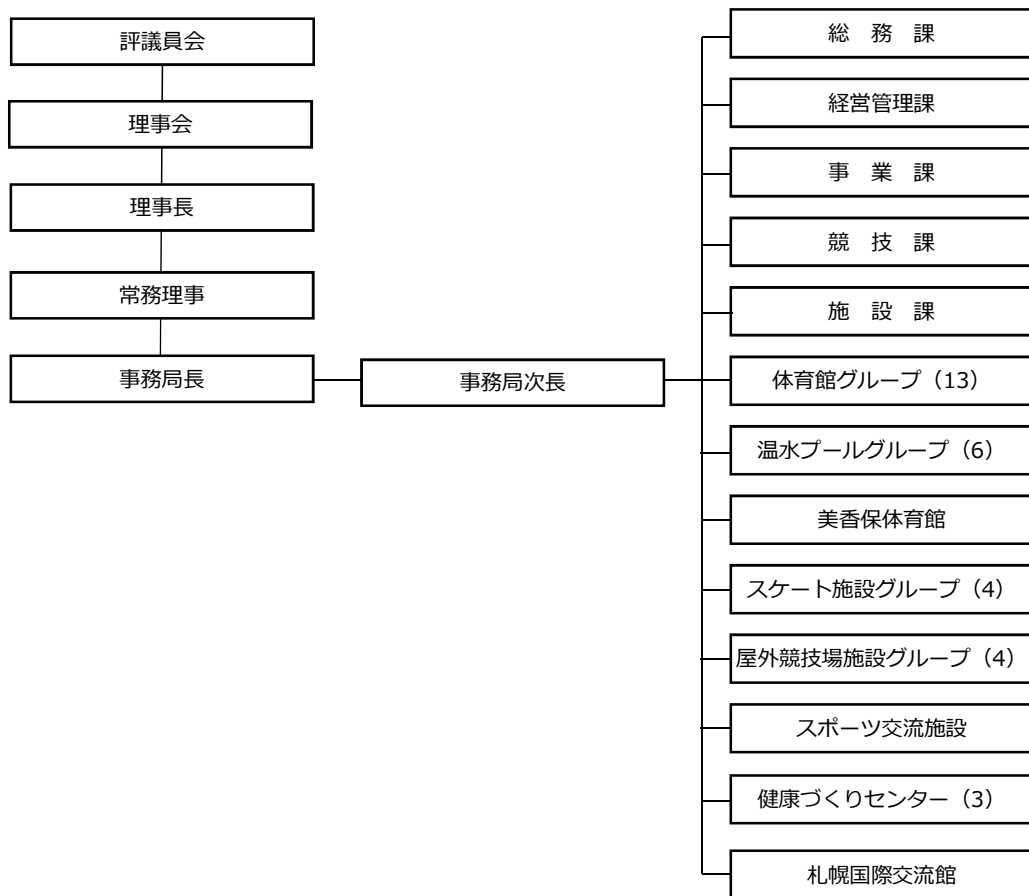 評議員会
理事会
理事長
常務理事
事務局長
事務局次長
総　務　課
経営管理課
事　業　課
競　技　課
施　設　課
体育館グループ（13）
温水プールグループ（6）
美香保体育館
スケート施設グループ（4）
屋外競技場施設グループ（4）
スポーツ交流施設
健康づくりセンター（3）
札幌国際交流館